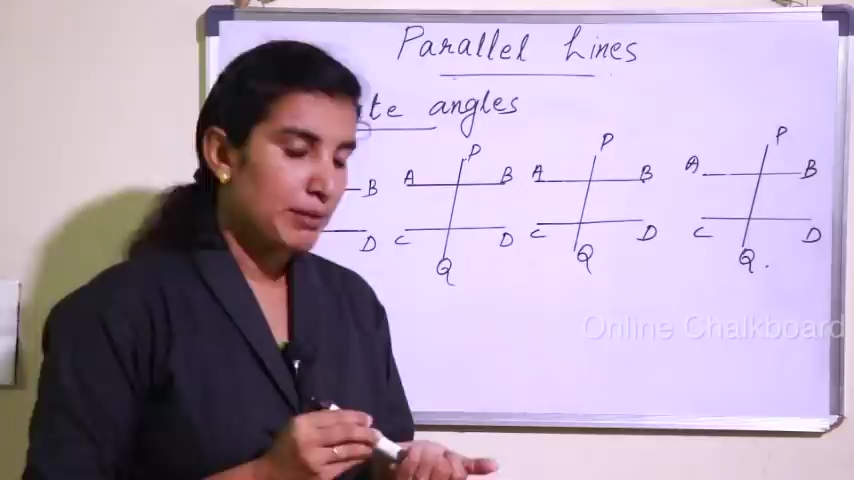 Parallel Lines
angles
P P P
A B A B A B
B
C D C D C D
D
Q Q Q
Online Chalkboard